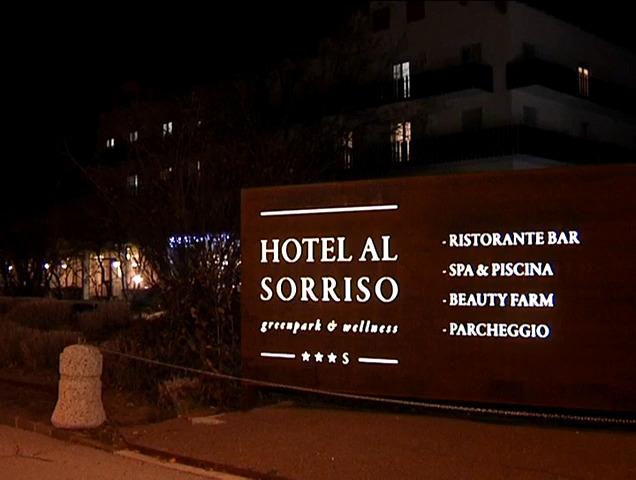 HOTEL AL
SORRISO
greenpark & wellness
★★★S
- RISTORANTE BAR
- SPA & PISCINA
- BEAUTY FARM
- PARCHEGGIO